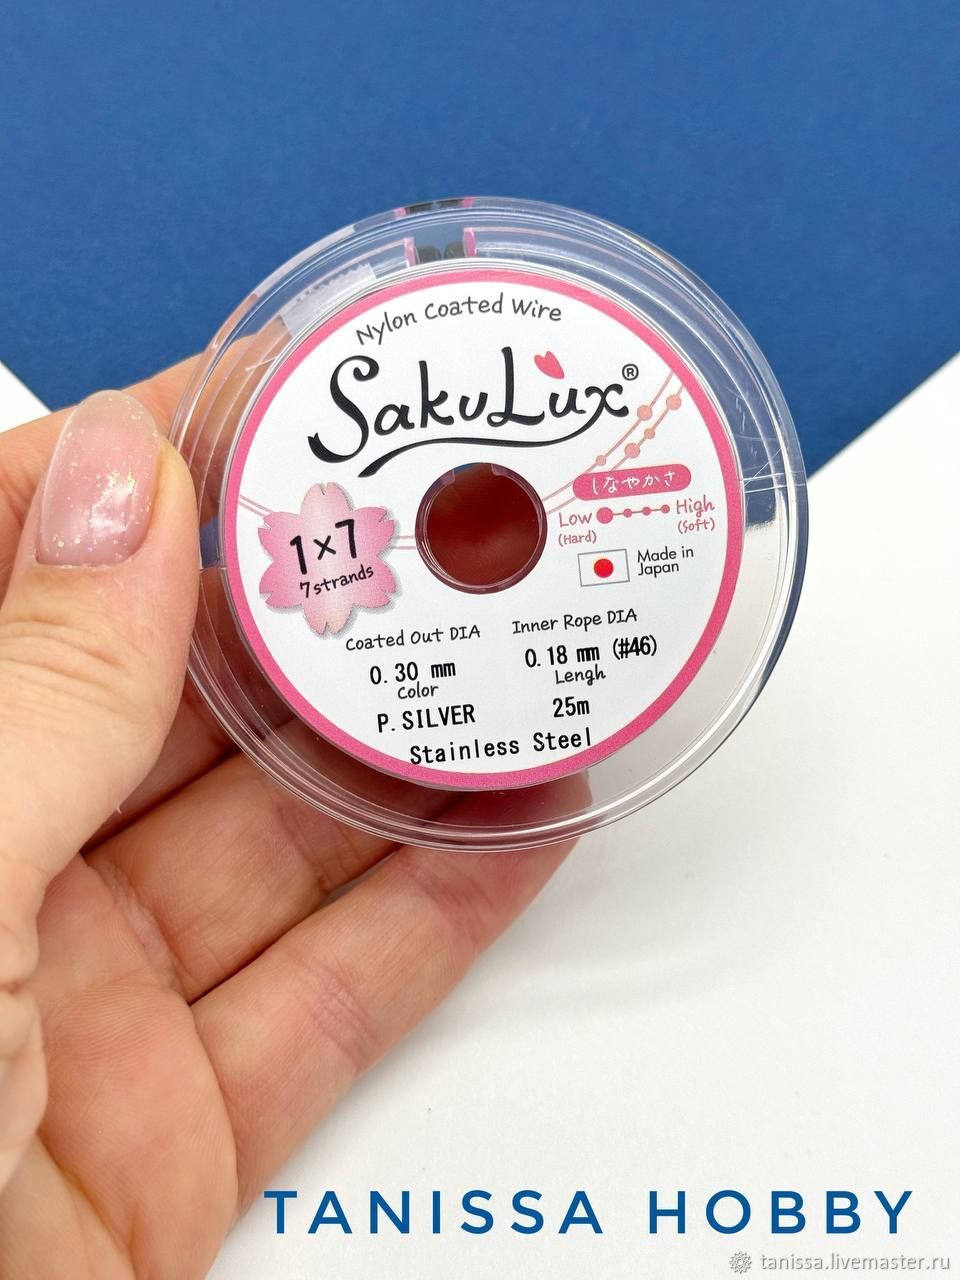 Nylon Coated Wire
SakuLux®
しなやかさ
Low High
(Hard) (Soft)
1×7
7strands
Made in
Japan
Coated Out DIA Inner Rope DIA
0.30 mm 0.18 mm (#46)
Color Lengh
P.SILVER 25m
Stainless Steel
TANISSA HOBBY
tanissa.livemaster.ru